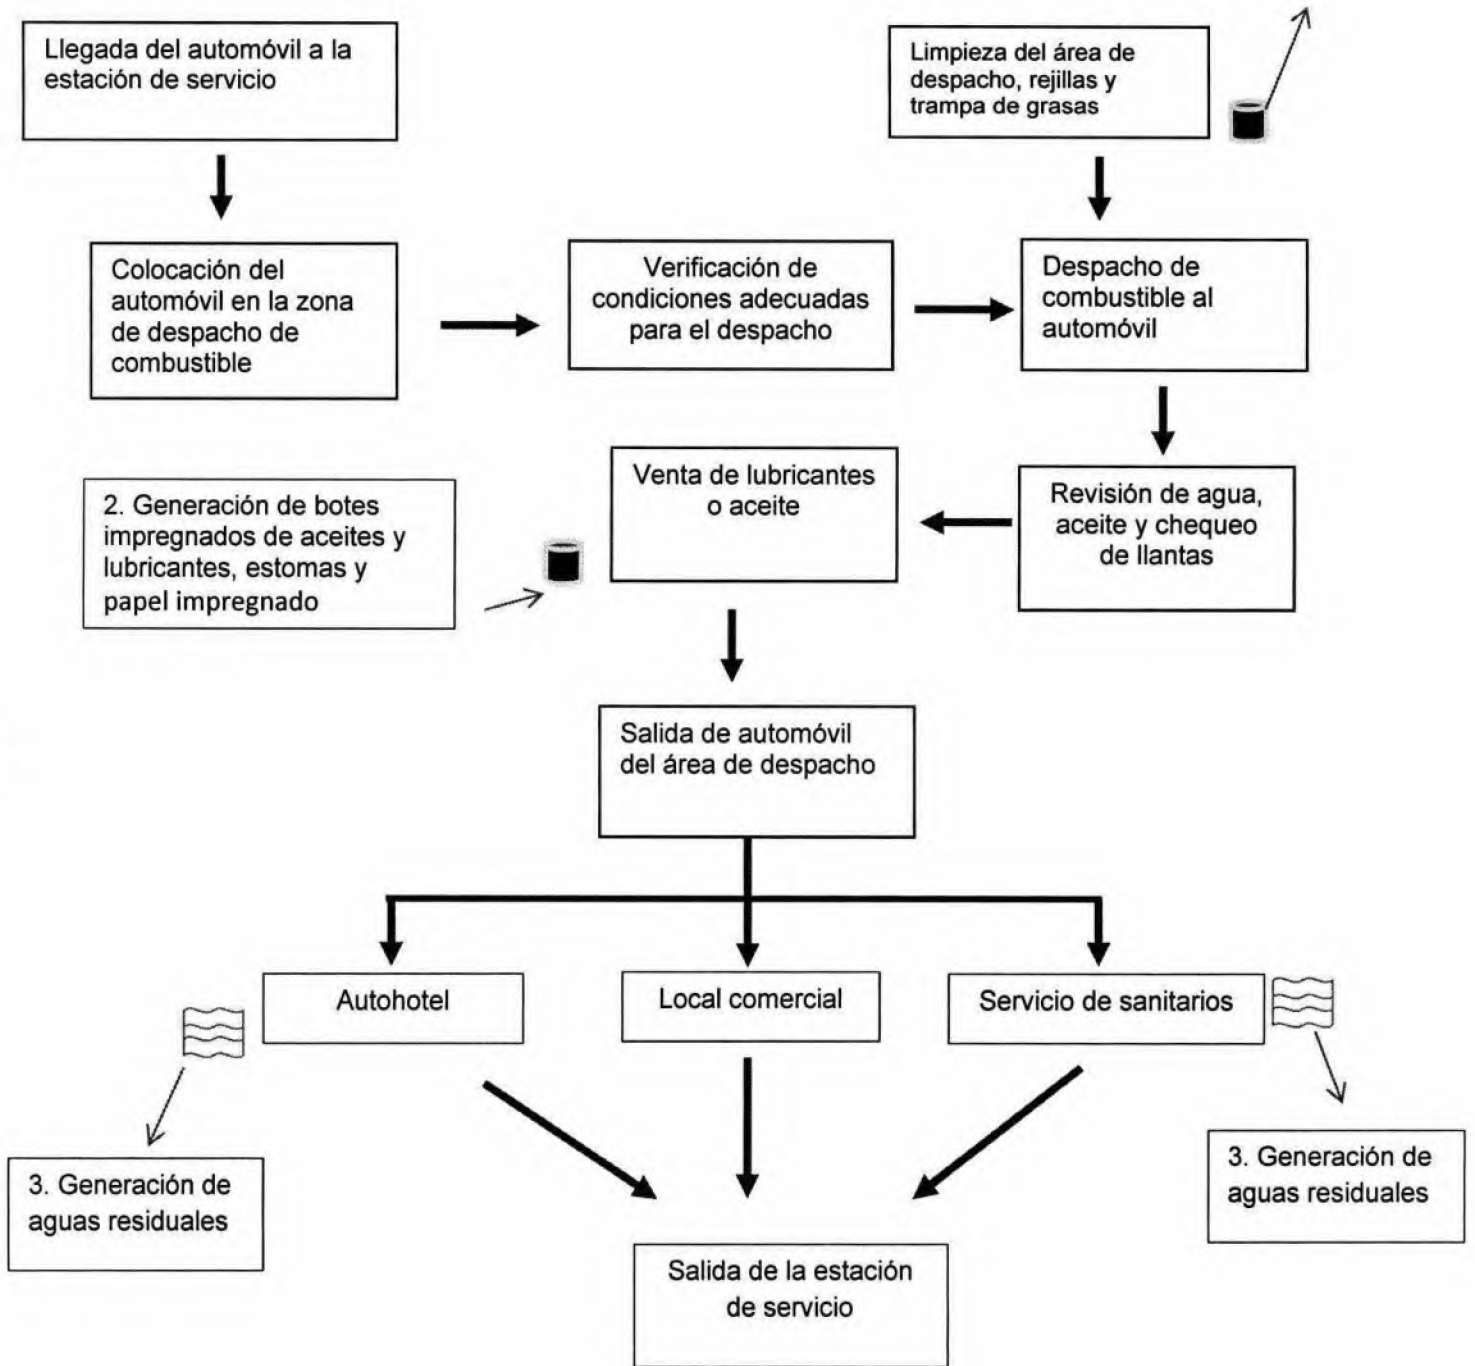 Llegada del automóvil a la
estación de servicio
Limpieza del área de
despacho, rejillas y
trampa de grasas
Colocación del
automóvil en la zona
de despacho de
combustible
Verificación de
condiciones adecuadas
para el despacho
Despacho de
combustible al
automóvil
2. Generación de botes
impregnados de aceites y
lubricantes, estomas y
papel impregnado
Venta de lubricantes
o aceite
Revisión de agua,
aceite y chequeo
de llantas
Salida de automóvil
del área de despacho
Autohotel
Local comercial
Servicio de sanitarios
3. Generación de
aguas residuales
3. Generación de
aguas residuales
Salida de la estación
de servicio